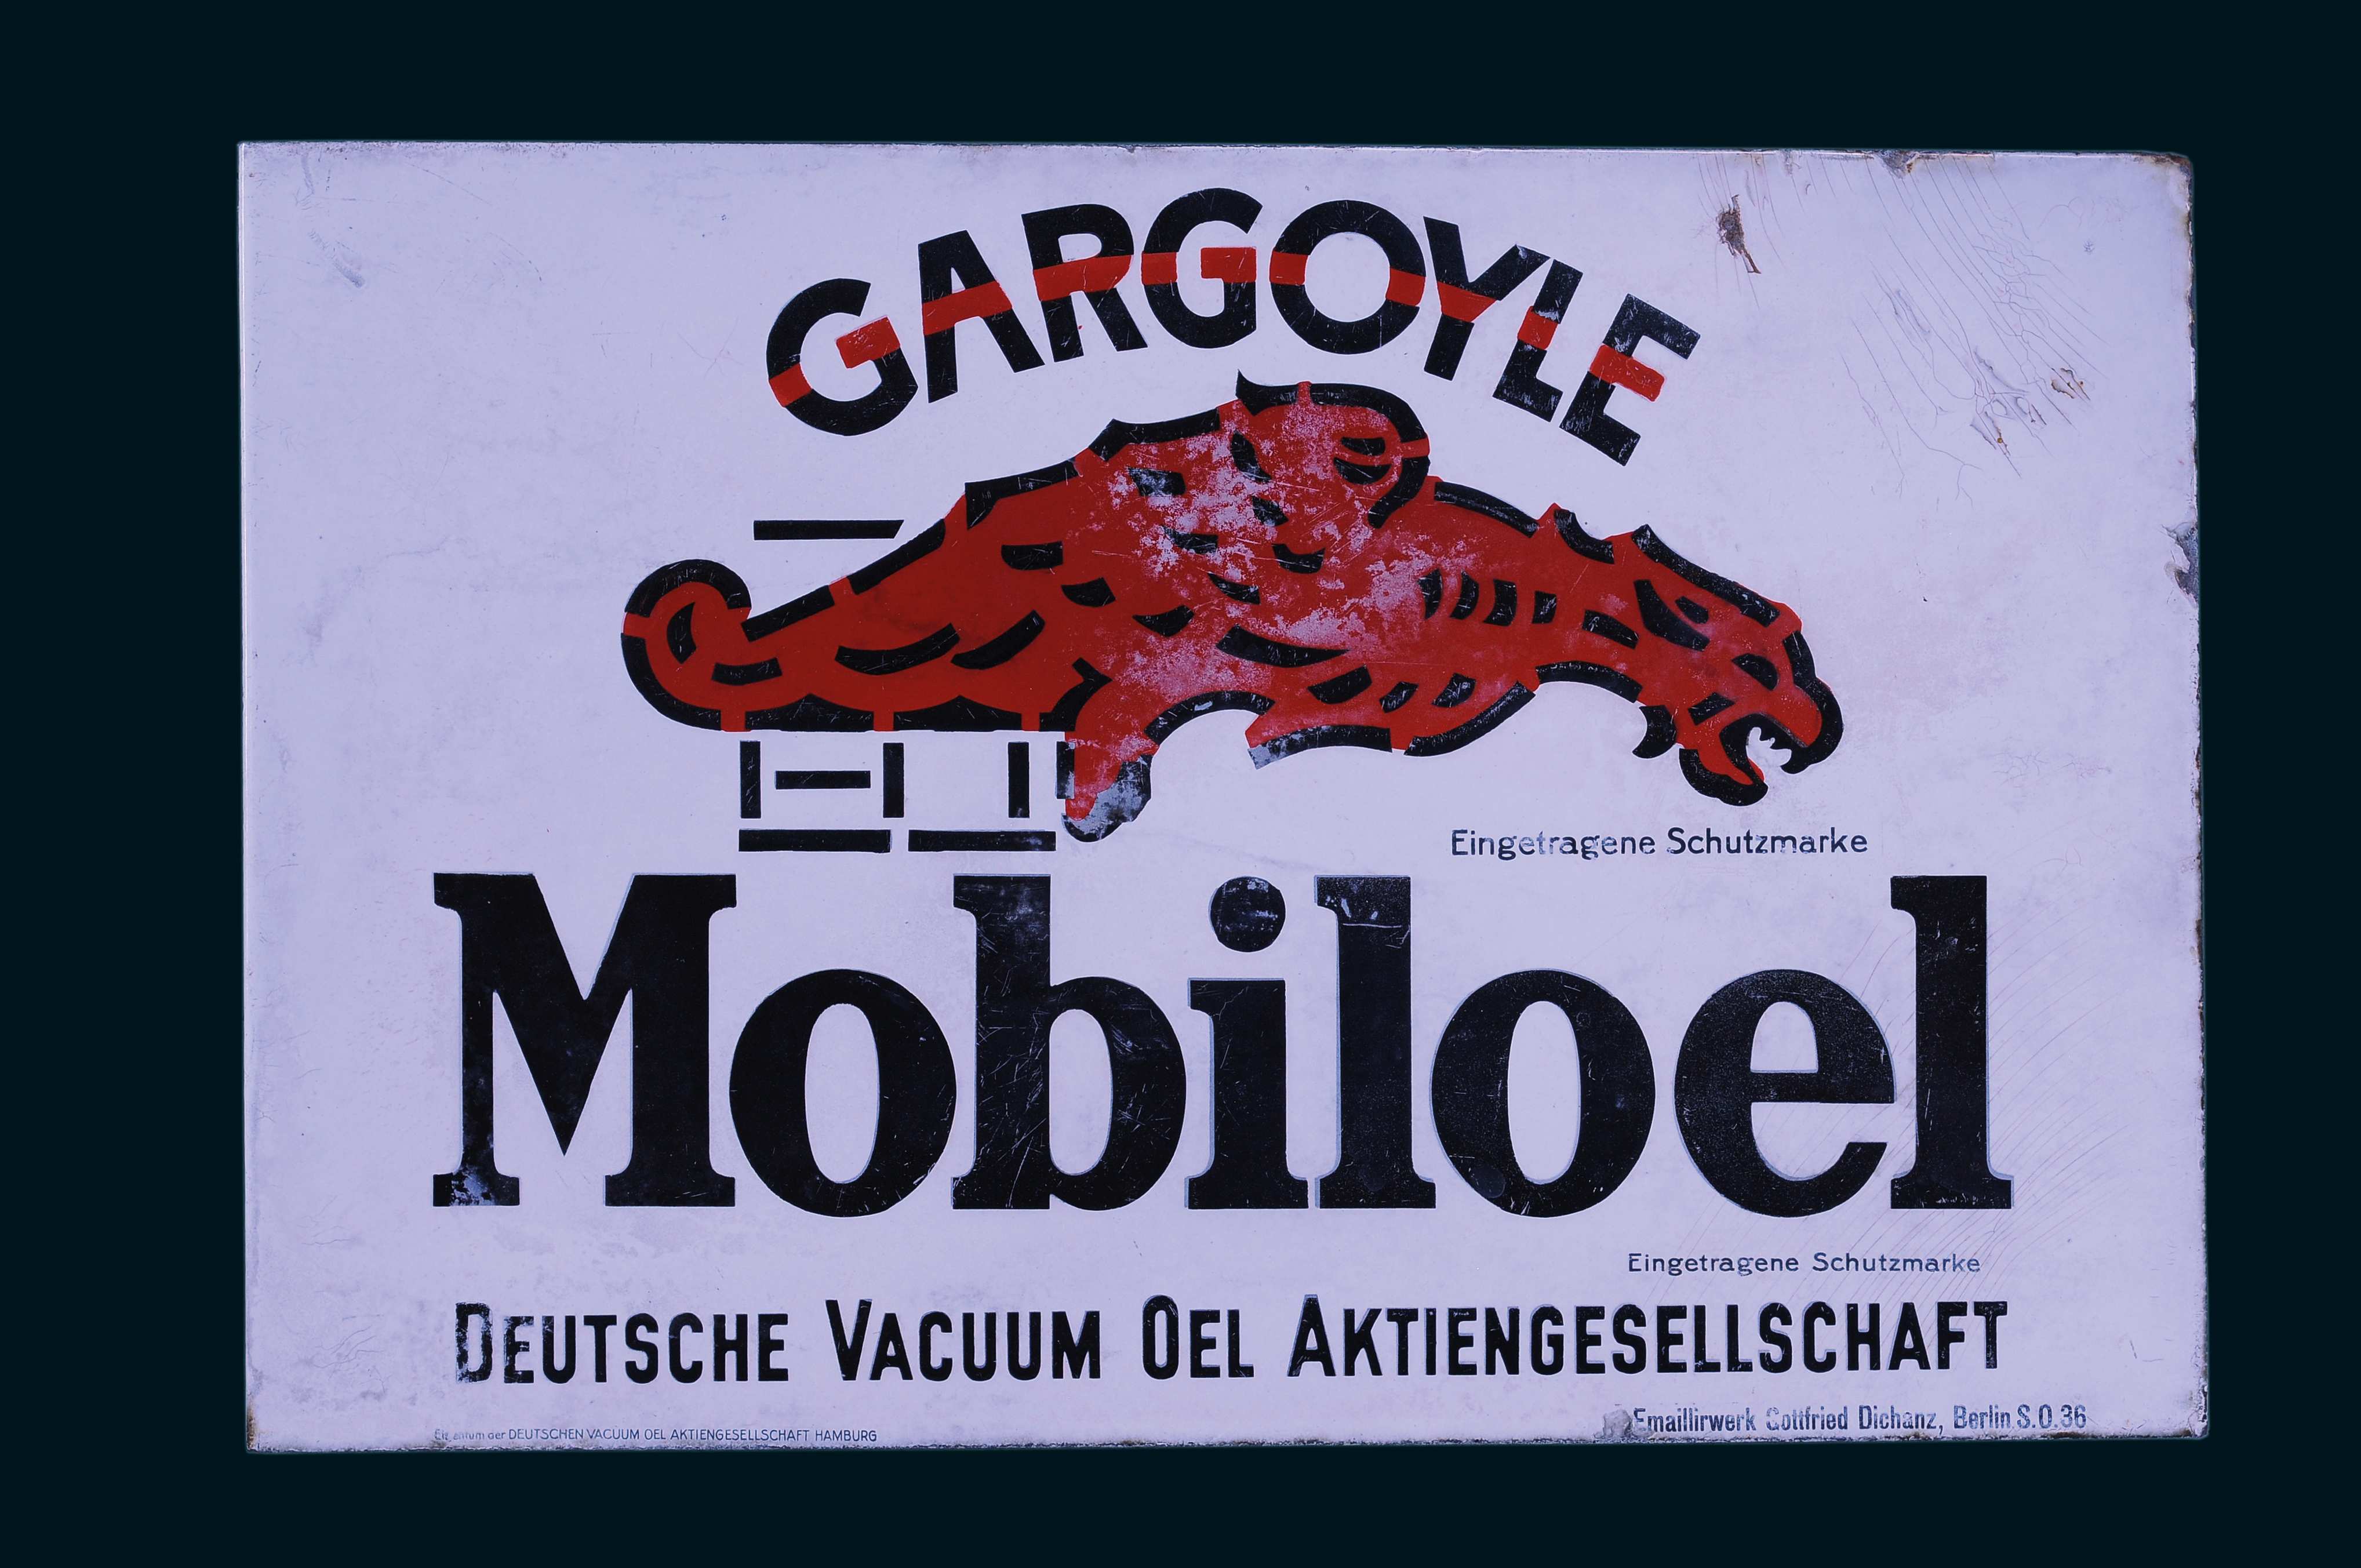 GARGOYLE
Eingetragene Schutzmarke
Mobiloel
Eingetragene Schutzmarke
DEUTSCHE VACUUM OEL AKTIENGESELLSCHAFT
Emaillirwerk Gottfried Dichanz, Berlin S.O.36
Eigentum der DEUTSCHEN VACUUM OEL AKTIENGESELLSCHAFT HAMBURG